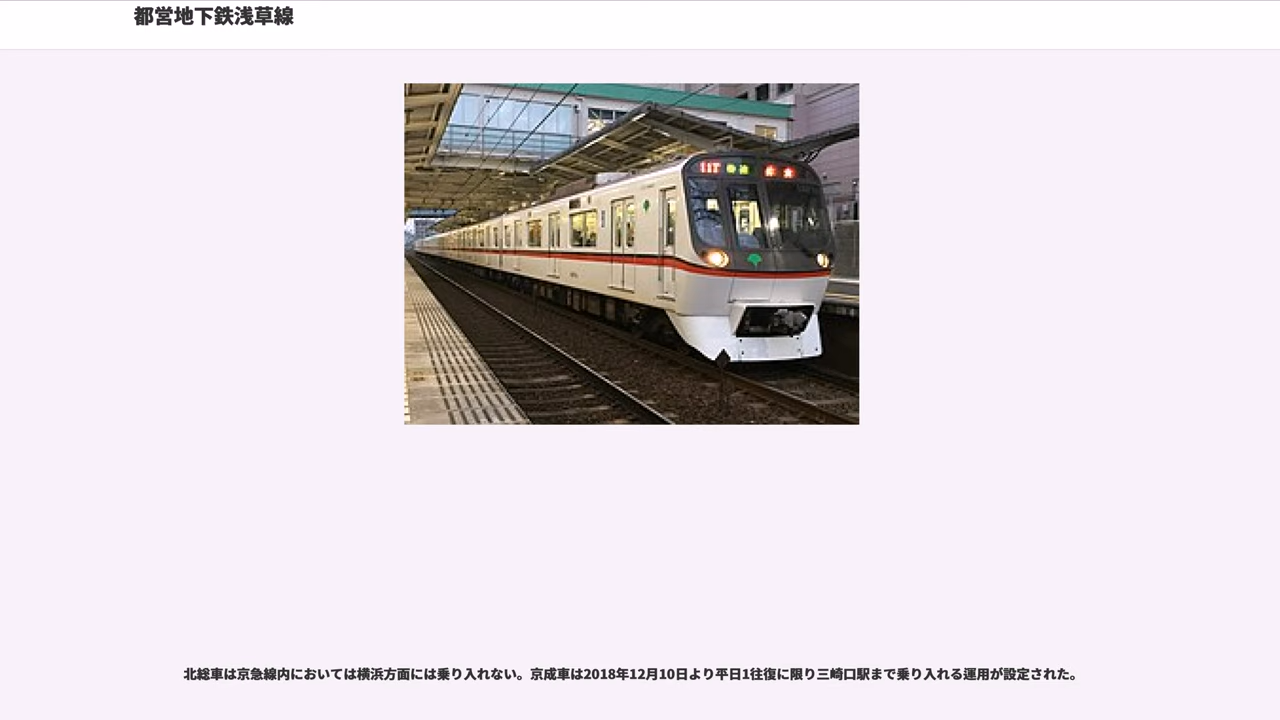 都営地下鉄浅草線
11T
北総車は京急線内においては横浜方面には乗り入れない。京成車は2018年12月10日より平日1往復に限り三崎口駅まで乗り入れる運用が設定された。